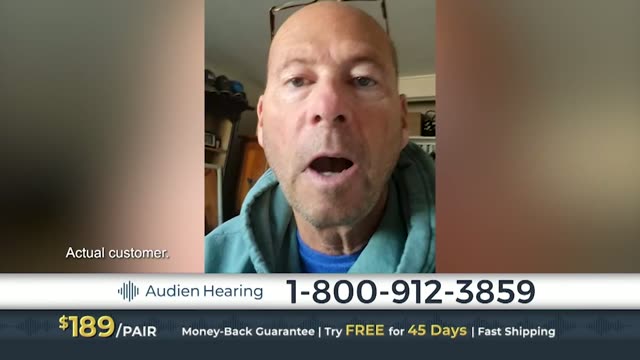 Actual customer.
Audien Hearing 1-800-912-3859
$189/PAIR Money-Back Guarantee | Try FREE for 45 Days | Fast Shipping